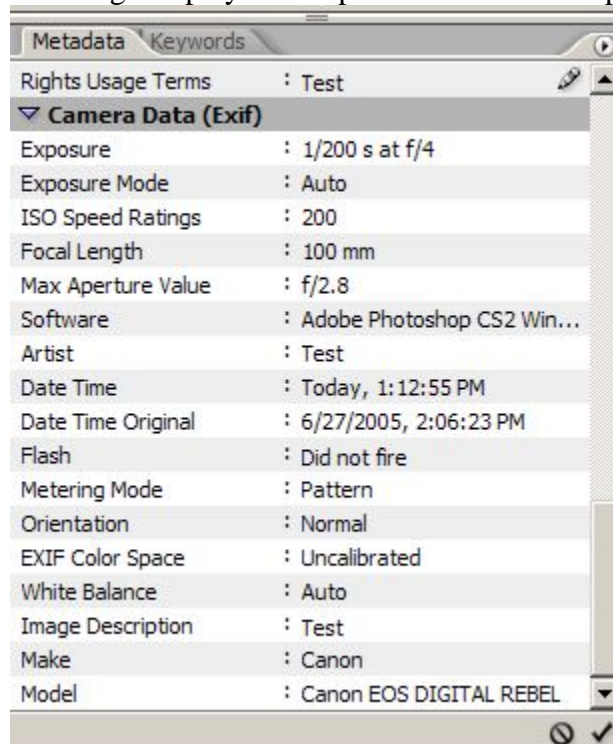 Metadata Keywords
Rights Usage Terms : Test
Camera Data (Exif)
Exposure : 1/200 s at f/4
Exposure Mode : Auto
ISO Speed Ratings : 200
Focal Length : 100 mm
Max Aperture Value : f/2.8
Software : Adobe Photoshop CS2 Win...
Artist : Test
Date Time : Today, 1:12:55 PM
Date Time Original : 6/27/2005, 2:06:23 PM
Flash : Did not fire
Metering Mode : Pattern
Orientation : Normal
EXIF Color Space : Uncalibrated
White Balance : Auto
Image Description : Test
Make : Canon
Model : Canon EOS DIGITAL REBEL